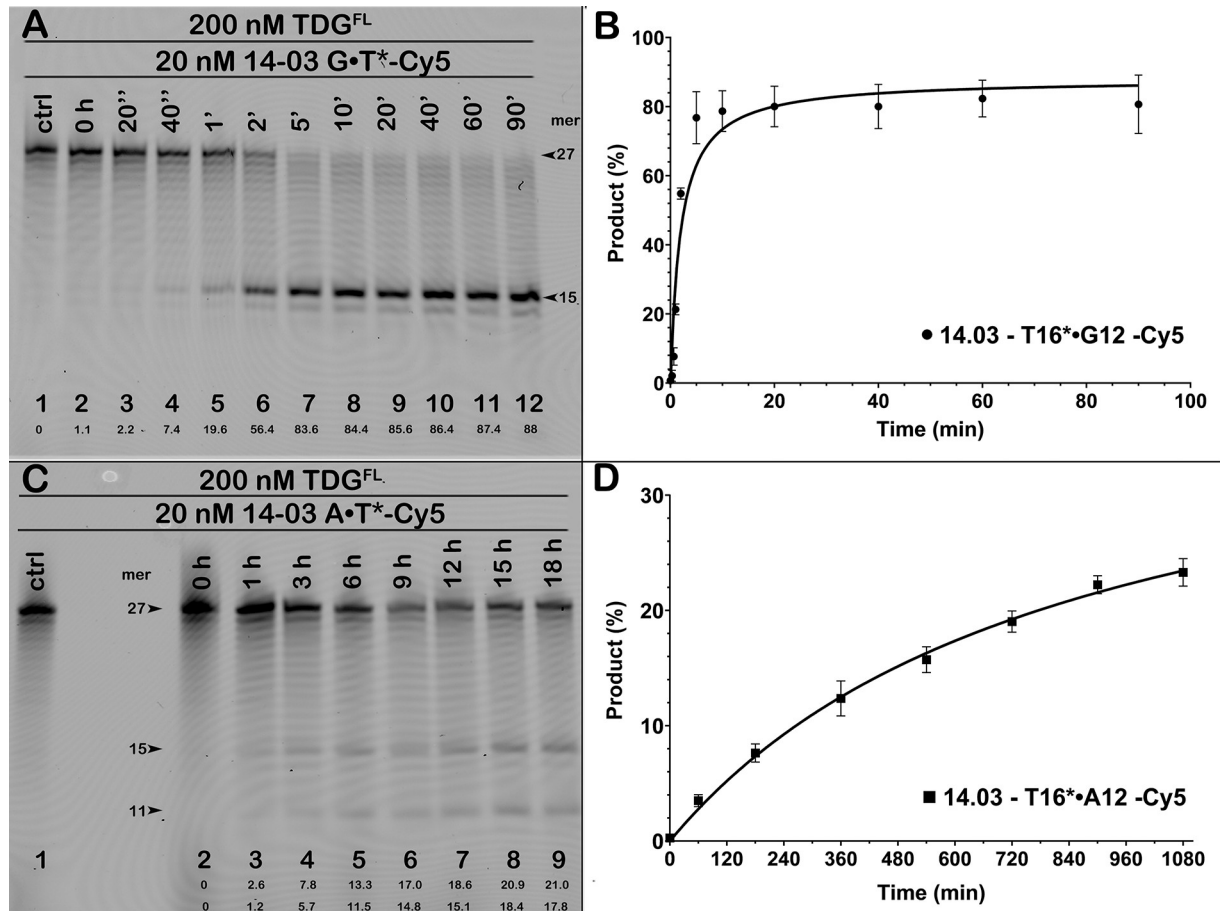 A
200 nM TDGFL
20 nM 14-03 G•T*-Cy5
ctrl 0 h 20’’ 40’’ 1’ 2’ 5’ 10’ 20’ 40’ 60’ 90’ mer
27
15
1 2 3 4 5 6 7 8 9 10 11 12
0 1.1 2.2 7.4 19.6 56.4 83.6 84.4 85.6 86.4 87.4 88
B
Product (%)
100
80
60
40
20
0
0 20 40 60 80 100
Time (min)
14.03 - T16*•G12 -Cy5
C
200 nM TDGFL
20 nM 14-03 A•T*-Cy5
ctrl mer 0 h 1 h 3 h 6 h 9 h 12 h 15 h 18 h
27
15
11
1 2 3 4 5 6 7 8 9
0 2.6 7.8 13.3 17.0 18.6 20.9 21.0
0 1.2 5.7 11.5 14.8 15.1 18.4 17.8
D
Product (%)
30
20
10
0
0 120 240 360 480 600 720 840 960 1080
Time (min)
14.03 - T16*•A12 -Cy5